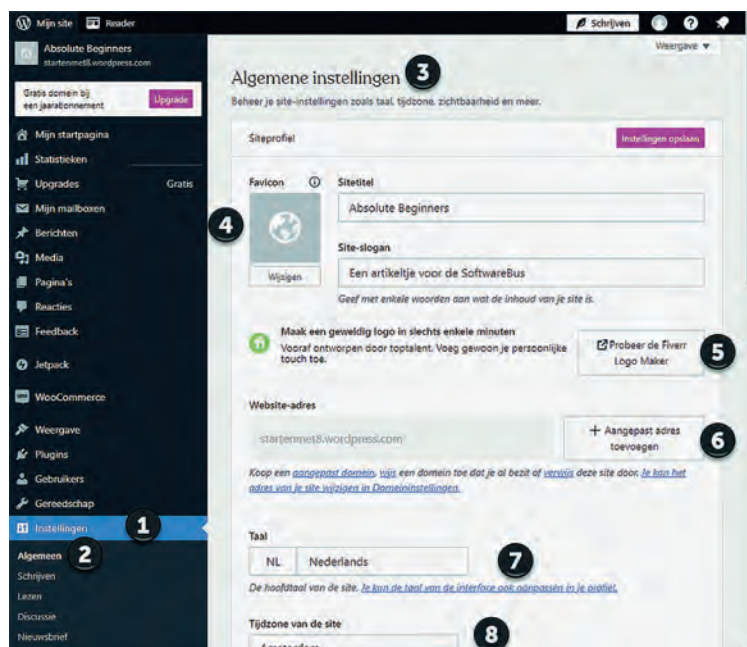 Mijn site Reader Schrijven
Absolute Beginners
startenmet8.wordpress.com
Gratis domein bij
een jaarabonnement
Upgrade
Mijn startpagina
Statistieken
Upgrades Gratis
Mijn mailboxen
Berichten
Media
Pagina's
Reacties
Feedback
Jetpack
WooCommerce
Weergave
Plugins
Gebruikers
Gereedschap
Instellingen 1
Algemeen 2
Schrijven
Lezen
Discussie
Nieuwsbrief
Weergave
Algemene instellingen 3
Beheer je site-instellingen zoals taal, tijdzone, zichtbaarheid en meer.
Siteprofiel Instellingen opslaan
Favicon Sitetitel
4 Absolute Beginners
Site-slogan
Wijzigen Een artikeltje voor de SoftwareBus
Geef met enkele woorden aan wat de inhoud van je site is.
Maak een geweldig logo in slechts enkele minuten
Vooraf ontworpen door toptalent. Voeg gewoon je persoonlijke
touch toe.
Probeer de Fiverr
Logo Maker
5
Website-adres
startenmet8.wordpress.com
+ Aangepast adres
toevoegen
6
Koop een aangepast domein, wijs een domein toe dat je al bezit of verwijs deze site door. Je kan het
adres van je site wijzigen in Domeininstellingen.
Taal
NL Nederlands 7
De hoofdtaal van de site. Je kan de taal van de interface ook aanpassen in je profiel.
Tijdzone van de site 8
Amsterdam